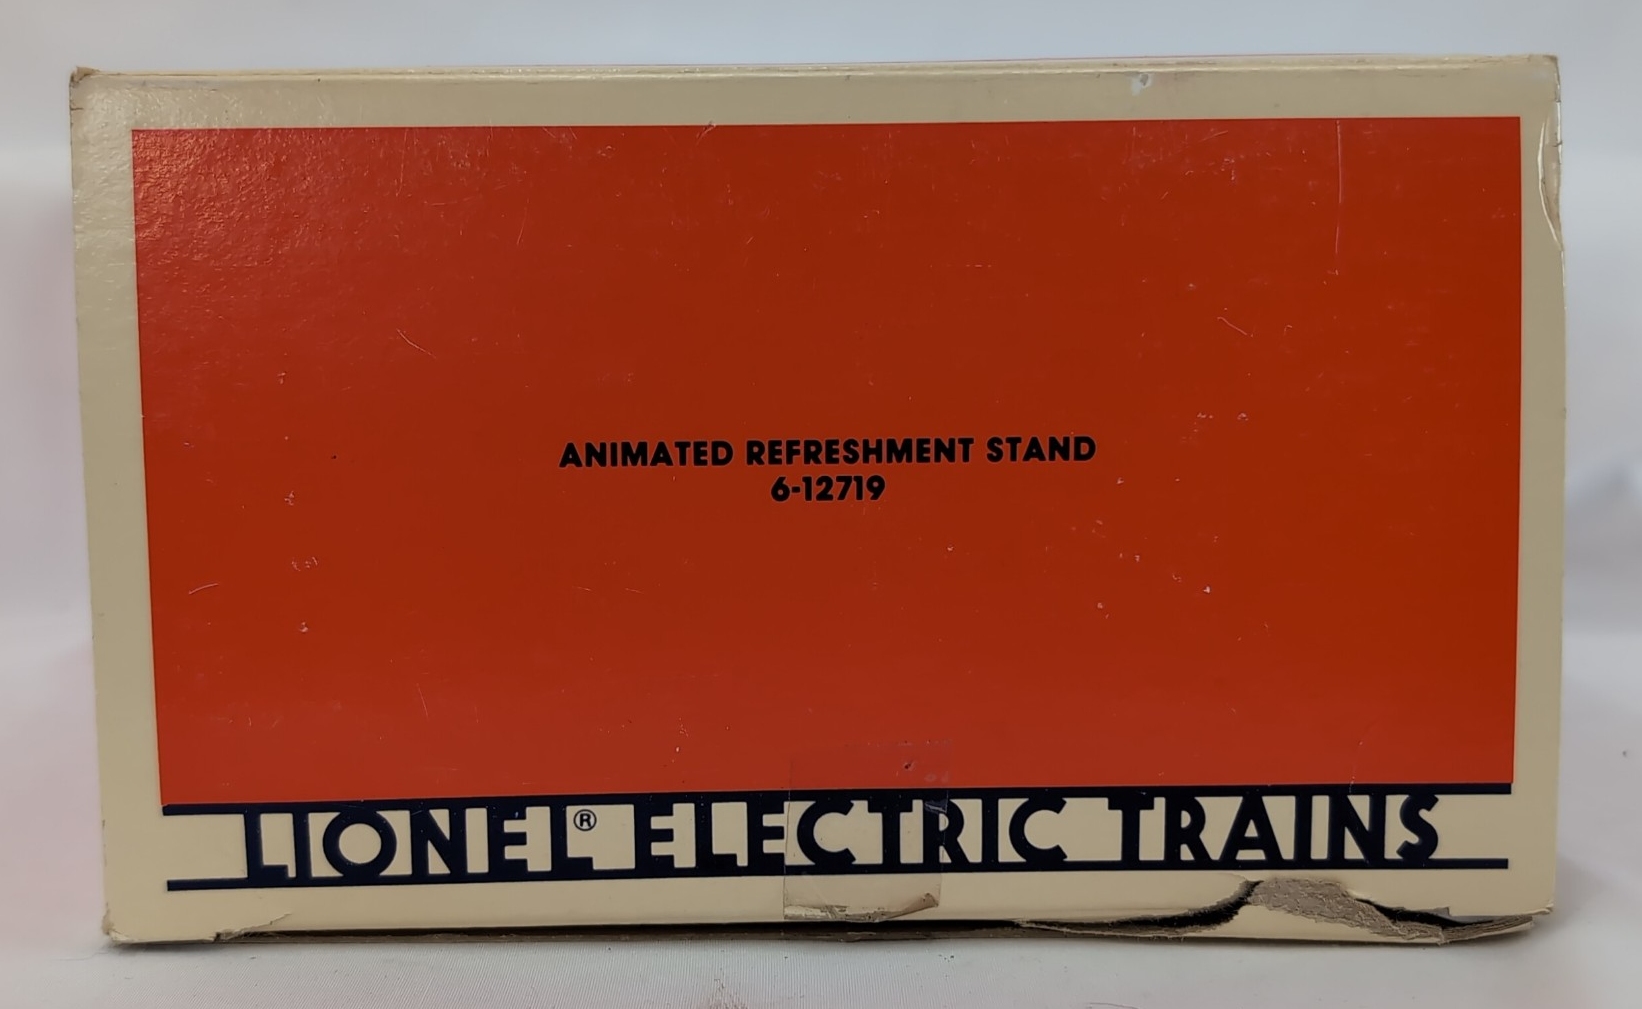 ANIMATED REFRESHMENT STAND
6-12719
LIONEL® ELECTRIC TRAINS